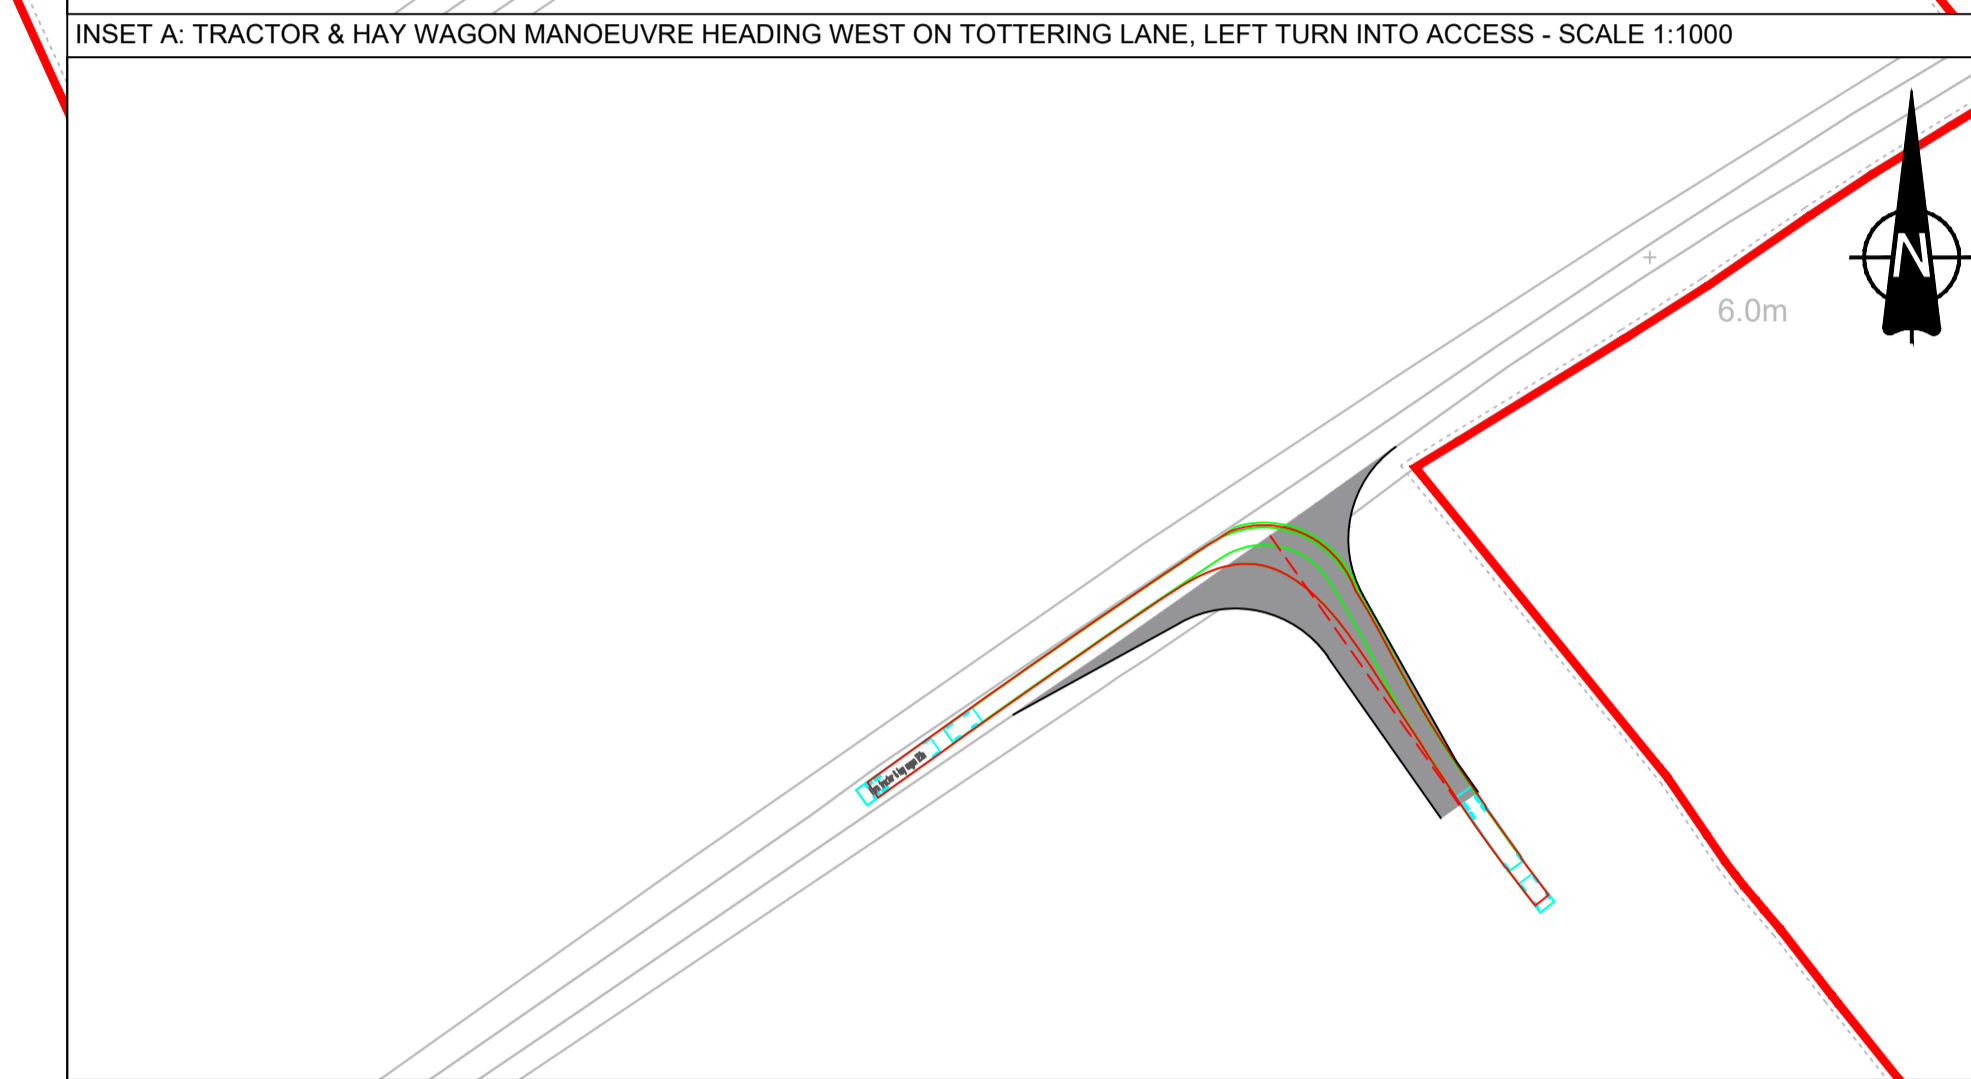 INSET A: TRACTOR & HAY WAGON MANOEUVRE HEADING WEST ON TOTTERING LANE, LEFT TURN INTO ACCESS - SCALE 1:1000
N
6.0m